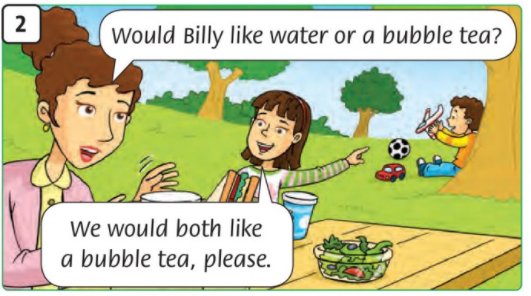 2
Would Billy like water or a bubble tea?
We would both like
a bubble tea, please.